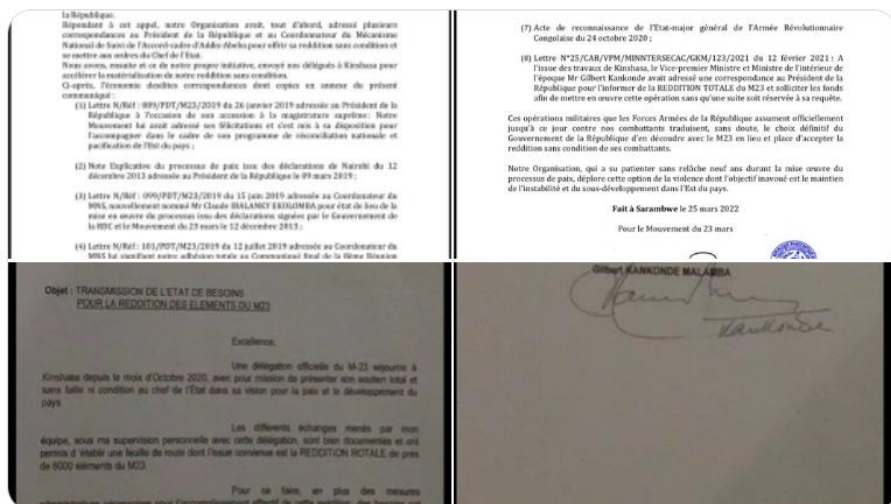 la République.
Répondant à cet appel, notre Organisation avait, tout d'abord, adressé plusieurs
correspondances au Président de la République et au Coordonnateur du Mécanisme
National de Suivi de l'Accord-cadre d'Addis-Abeba pour offrir sa reddition sans condition et
se mettre aux ordres du Chef de l'Etat.
Nous avons, ensuite et ce de notre propre initiative, envoyé nos délégués à Kinshasa pour
accélérer la matérialisation de notre reddition sans condition.
Ci-après, l'économie desdites correspondances dont copies en annexe du présent
communiqué :
(1) Lettre N/Réf : 089/PDT/M23/2019 du 26 janvier 2019 adressée au Président de la
République à l'occasion de son accession à la magistrature suprême: Notre
Mouvement lui avait adressé ses félicitations et s'est mis à sa disposition pour
l'accompagner dans le cadre de son programme de réconciliation nationale et
pacification de l'Est du pays ;
(2) Note Explicative du processus de paix issu des déclarations de Nairobi du 12
décembre 2013 adressée au Président de la République le 09 mars 2019 ;
(3) Lettre N/Réf : 099/PDT/M23/2019 du 15 juin 2019 adressée au Coordonateur du
MNS, nouvellement nommé Mr Claude IBALANKY EKOLOMBA pour état de lieu de la
mise en œuvre du processus issu des déclarations signées par le Gouvernement de
la RDC et le Mouvement du 23 mars le 12 décembre 2013 ;
(4) Lettre N/Réf : 101/PDT/M23/2019 du 12 juillet 2019 adressée au Coordonateur du
MNS lui signifiant notre adhésion totale au Communiqué final de la 8ème Réunion
(7) Acte de reconnaissance de l'Etat-major général de l'Armée Révolutionnaire
Congolaise du 24 octobre 2020 ;
(8) Lettre N°25/CAB/VPM/MINNTERSECAC/GKM/123/2021 du 12 février 2021 : A
l'issue des travaux de Kinshasa, le Vice-premier Ministre et Ministre de l'intérieur de
l'époque Mr Gilbert Kankonde avait adressé une correspondance au Président de la
République pour l'informer de la REDDITION TOTALE du M23 et solliciter les fonds
afin de mettre en œuvre cette opération sans qu'une suite soit réservée à sa requête.
Ces opérations militaires que les Forces Armées de la République assument officiellement
jusqu'à ce jour contre nos combattants traduisent, sans doute, le choix définitif du
Gouvernement de la République d'en découdre avec le M23 en lieu et place d'accepter la
reddition sans condition de ses combattants.
Notre Organisation, qui a su patienter sans relâche neuf ans durant la mise œuvre du
processus de paix, déplore cette option de la violence dont l'objectif inavoué est le maintien
de l'instabilité et du sous-développement dans l'Est du pays.
Fait à Sarambwe le 25 mars 2022
Pour le Mouvement du 23 mars
Objet : TRANSMISSION DE L'ETAT DE BESOINS
POUR LA REDDITION DES ELEMENTS DU M23
Excellence,
Une délégation officielle du M-23 séjourne à
Kinshasa depuis le mois d'Octobre 2020, avec pour mission de présenter son soutien total et
sans faille ni condition au chef de l'État dans sa vision pour la paix et le développement du
pays.
Les différents échanges menés par mon
équipe, sous ma supervision personnelle avec cette délégation, sont bien documentés et ont
permis d'établir une feuille de route dont l'issue convenue est la REDDITION ROTALE de près
de 6000 éléments du M23.
Pour ce faire, en plus des mesures
Gilbert KANKONDE MALAMBA
Kankonde